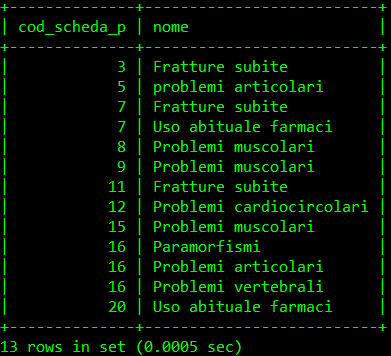 +--------------+--------------------------+
| cod_scheda_p | nome                     |
+--------------+--------------------------+
|            3 | Fratture subite          |
|            5 | problemi articolari      |
|            7 | Fratture subite          |
|            7 | Uso abituale farmaci     |
|            8 | Problemi muscolari       |
|            9 | Problemi muscolari       |
|           11 | Fratture subite          |
|           12 | Problemi cardiocircolari |
|           15 | Problemi muscolari       |
|           16 | Paramorfismi             |
|           16 | Problemi articolari      |
|           16 | Problemi vertebrali      |
|           20 | Uso abituale farmaci     |
+--------------+--------------------------+
13 rows in set (0.0005 sec)